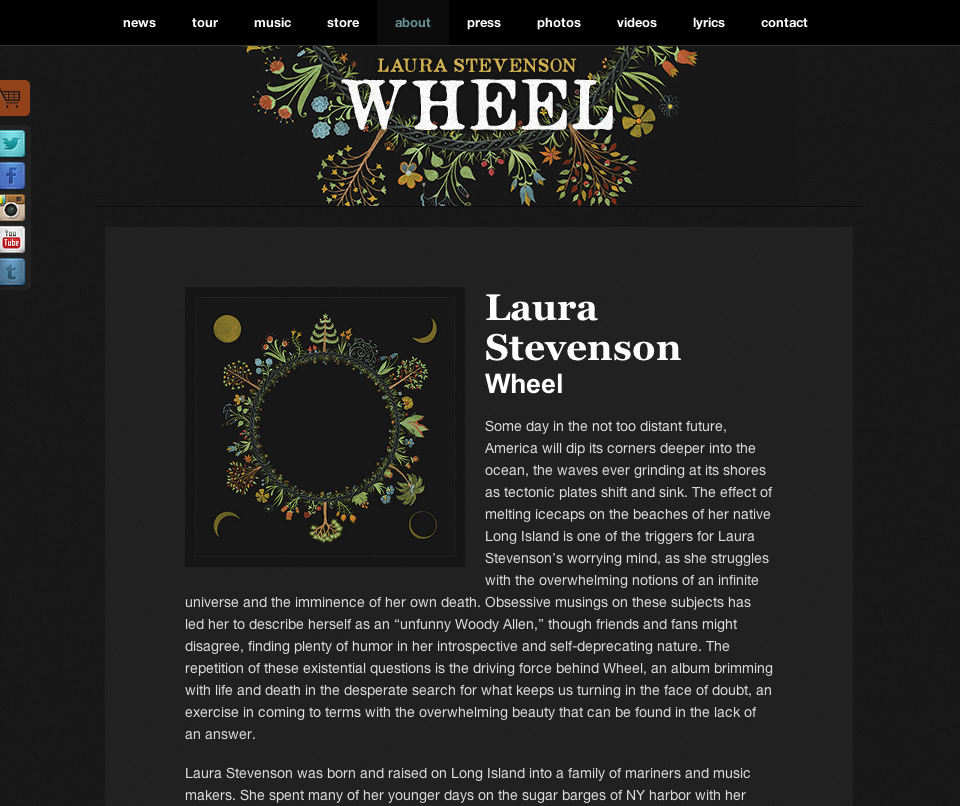 news tour music store about press photos videos lyrics contact
LAURA STEVENSON
WHEEL
You
Tube
Laura
Stevenson
Wheel
Some day in the not too distant future,
America will dip its corners deeper into the
ocean, the waves ever grinding at its shores
as tectonic plates shift and sink. The effect of
melting icecaps on the beaches of her native
Long Island is one of the triggers for Laura
Stevenson’s worrying mind, as she struggles
with the overwhelming notions of an infinite
universe and the imminence of her own death. Obsessive musings on these subjects has
led her to describe herself as an “unfunny Woody Allen,” though friends and fans might
disagree, finding plenty of humor in her introspective and self-deprecating nature. The
repetition of these existential questions is the driving force behind Wheel, an album brimming
with life and death in the desperate search for what keeps us turning in the face of doubt, an
exercise in coming to terms with the overwhelming beauty that can be found in the lack of
an answer.
Laura Stevenson was born and raised on Long Island into a family of mariners and music
makers. She spent many of her younger days on the sugar barges of NY harbor with her